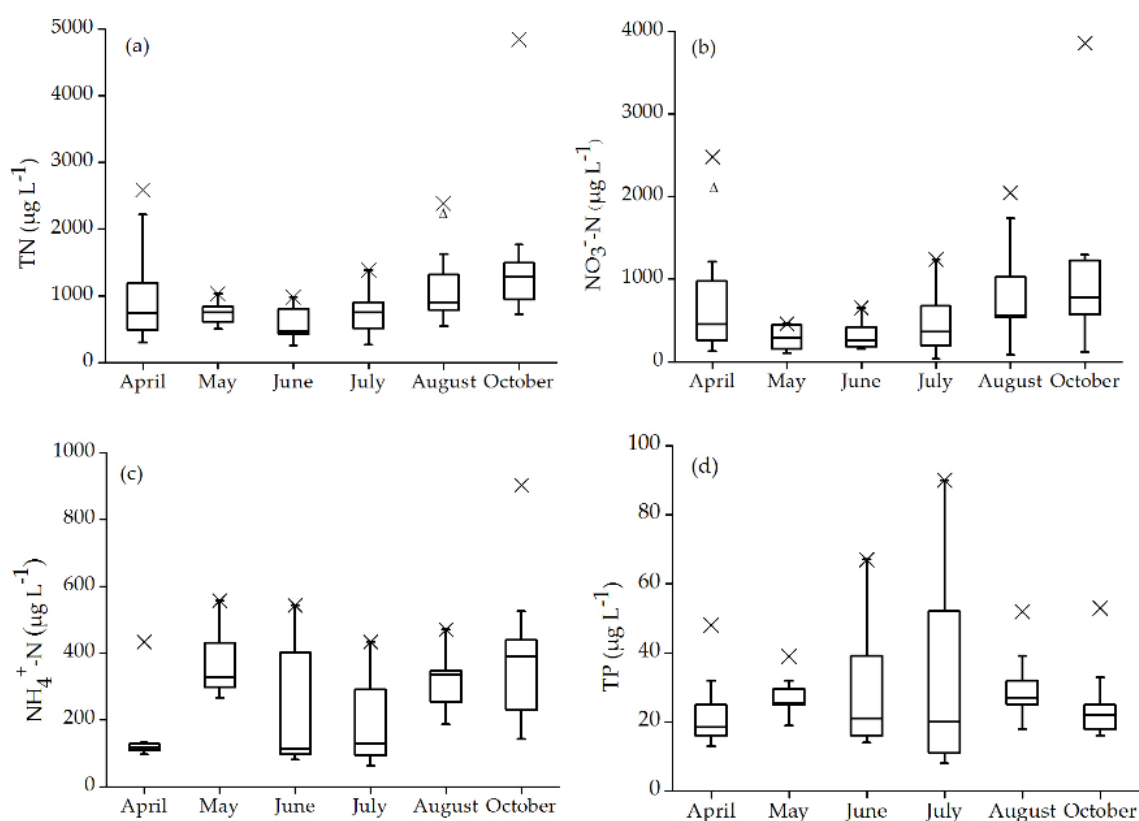 (a)
TN (µg L⁻¹)
5000
4000
3000
2000
1000
0
April May June July August October
(b)
NO₃⁻-N (µg L⁻¹)
4000
3000
2000
1000
0
April May June July August October
(c)
NH₄⁺-N (µg L⁻¹)
1000
800
600
400
200
0
April May June July August October
(d)
TP (µg L⁻¹)
100
80
60
40
20
0
April May June July August October